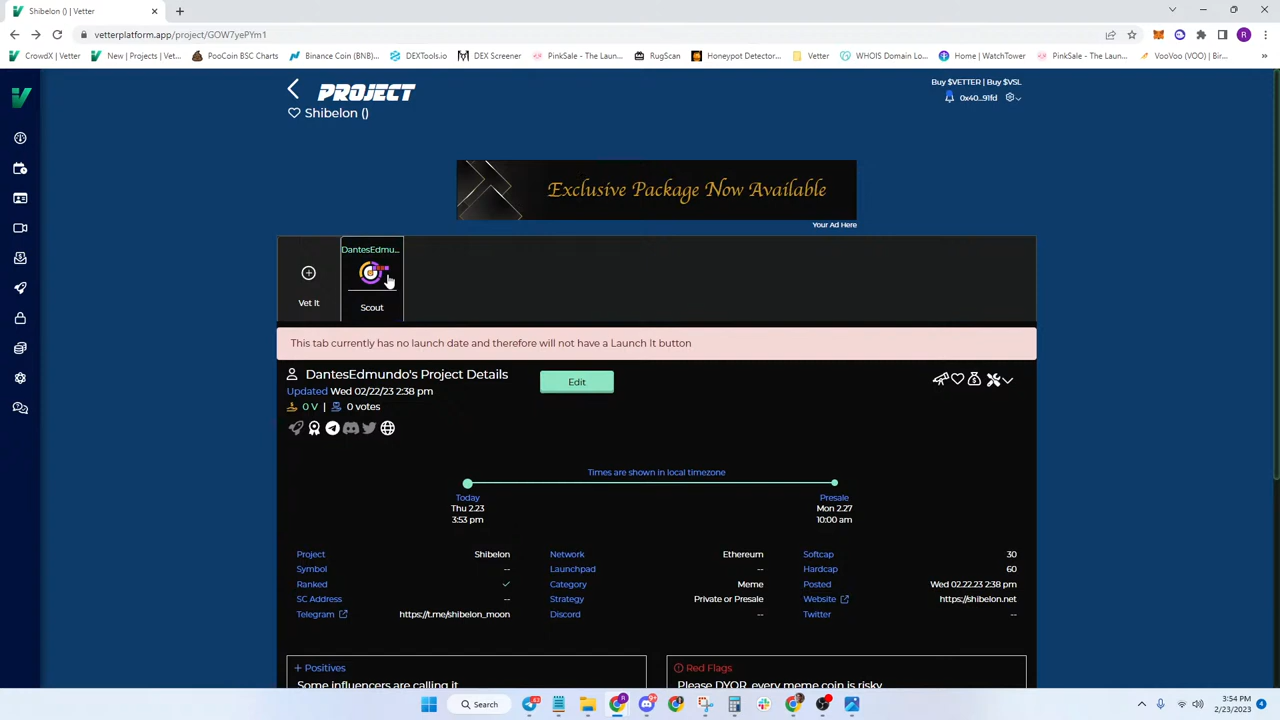 Shibelon () | Vetter
vetterplatform.app/project/GOW7yePYm1
R
CrowdX | Vetter
New | Projects | Vet...
PooCoin BSC Charts
Binance Coin (BNB)...
DEXTools.io
DEX Screener
PinkSale - The Laun...
RugScan
Honeypot Detector...
Vetter
WHOIS Domain Lo...
Home | WatchTower
PinkSale - The Laun...
VooVoo (VOO) | Bir...
PROJECT
Shibelon ()
Buy $VETTER | Buy $VSL
0x40...91fd
Exclusive Package Now Available
Your Ad Here
Vet It
DantesEdmu...
Scout
This tab currently has no launch date and therefore will not have a Launch It button
DantesEdmundo's Project Details
Edit
Updated Wed 02/22/23 2:38 pm
0 V | 0 votes
Times are shown in local timezone
Today
Thu 2.23
3:53 pm
Presale
Mon 2.27
10:00 am
Project Shibelon
Symbol --
Ranked
SC Address --
Telegram https://t.me/shibelon_moon
Network Ethereum
Launchpad --
Category Meme
Strategy Private or Presale
Discord --
Softcap 30
Hardcap 60
Posted Wed 02.22.23 2:38 pm
Website https://shibelon.net
Twitter --
+ Positives
Some influencers are calling it
Red Flags
Please DYOR, every meme coin is risky
Search
3:54 PM
2/23/2023